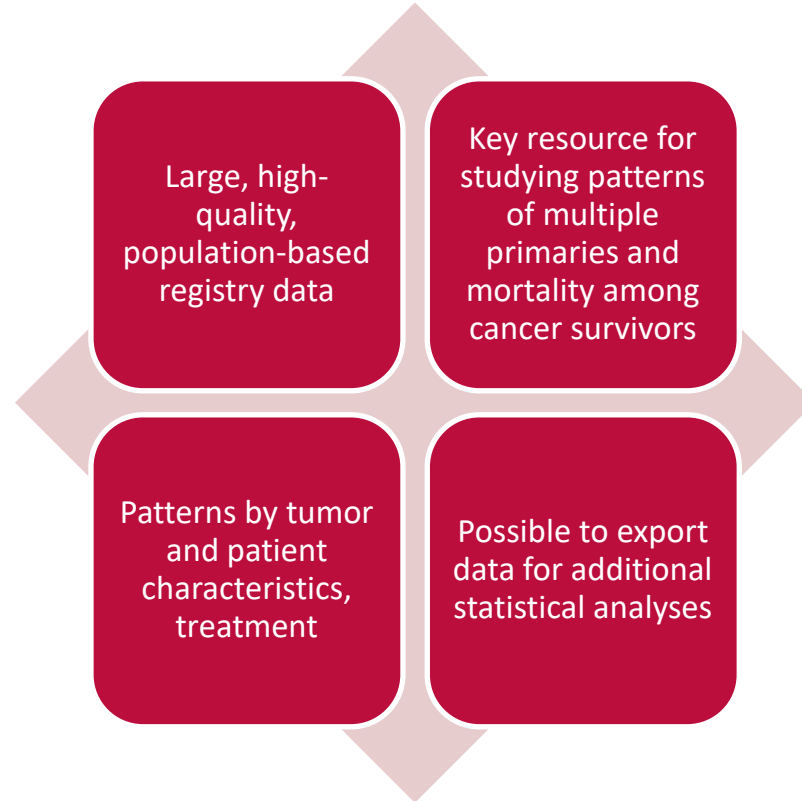 Large, high-
quality,
population-based
registry data
Key resource for
studying patterns
of multiple
primaries and
mortality among
cancer survivors
Patterns by tumor
and patient
characteristics,
treatment
Possible to export
data for additional
statistical analyses